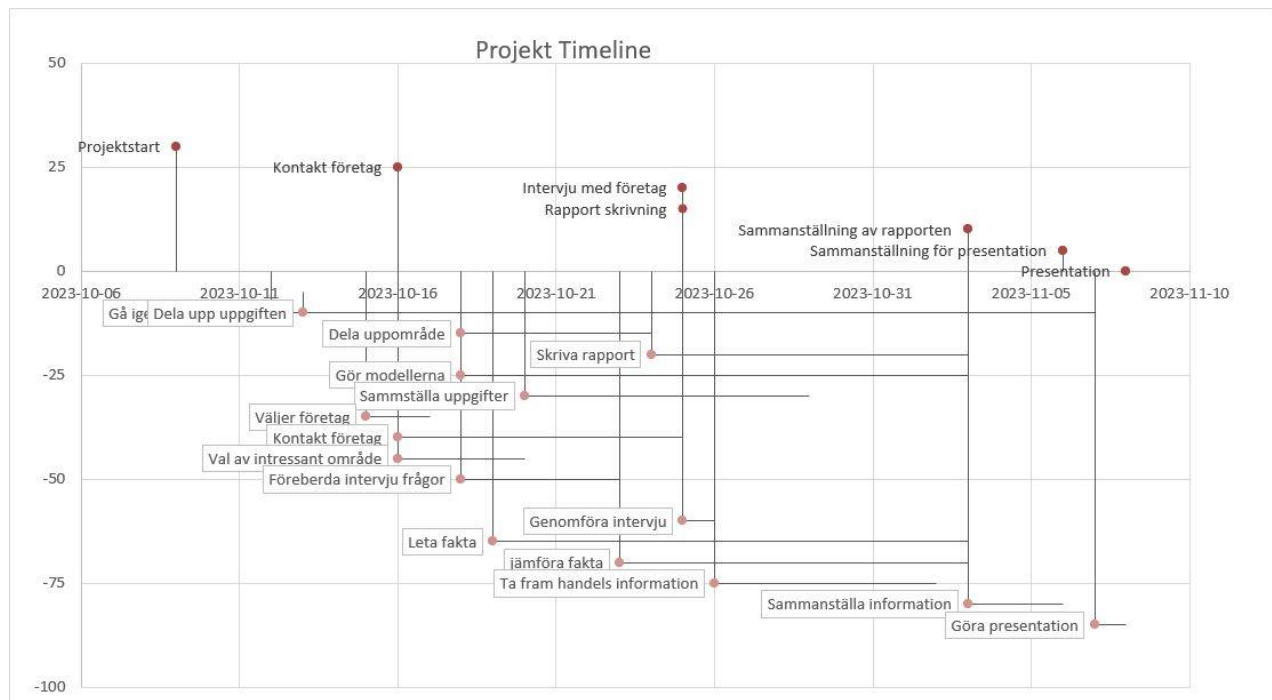 Projekt Timeline
50
Projektstart
25
Kontakt företag
Intervju med företag
Rapport skrivning
Sammanställning av rapporten
Sammanställning för presentation
0
Presentation
2023-10-06
2023-10-11
2023-10-16
2023-10-21
2023-10-26
2023-10-31
2023-11-05
2023-11-10
Gå
Dela upp uppgiften
Dela uppområde
Skriva rapport
-25
Gör modellerna
Sammställa uppgifter
Väljer företag
Kontakt företag
Val av intressant område
-50
Föreberda intervju frågor
Genomföra intervju
Leta fakta
jämföra fakta
-75
Ta fram handels information
Sammanställa information
Göra presentation
-100